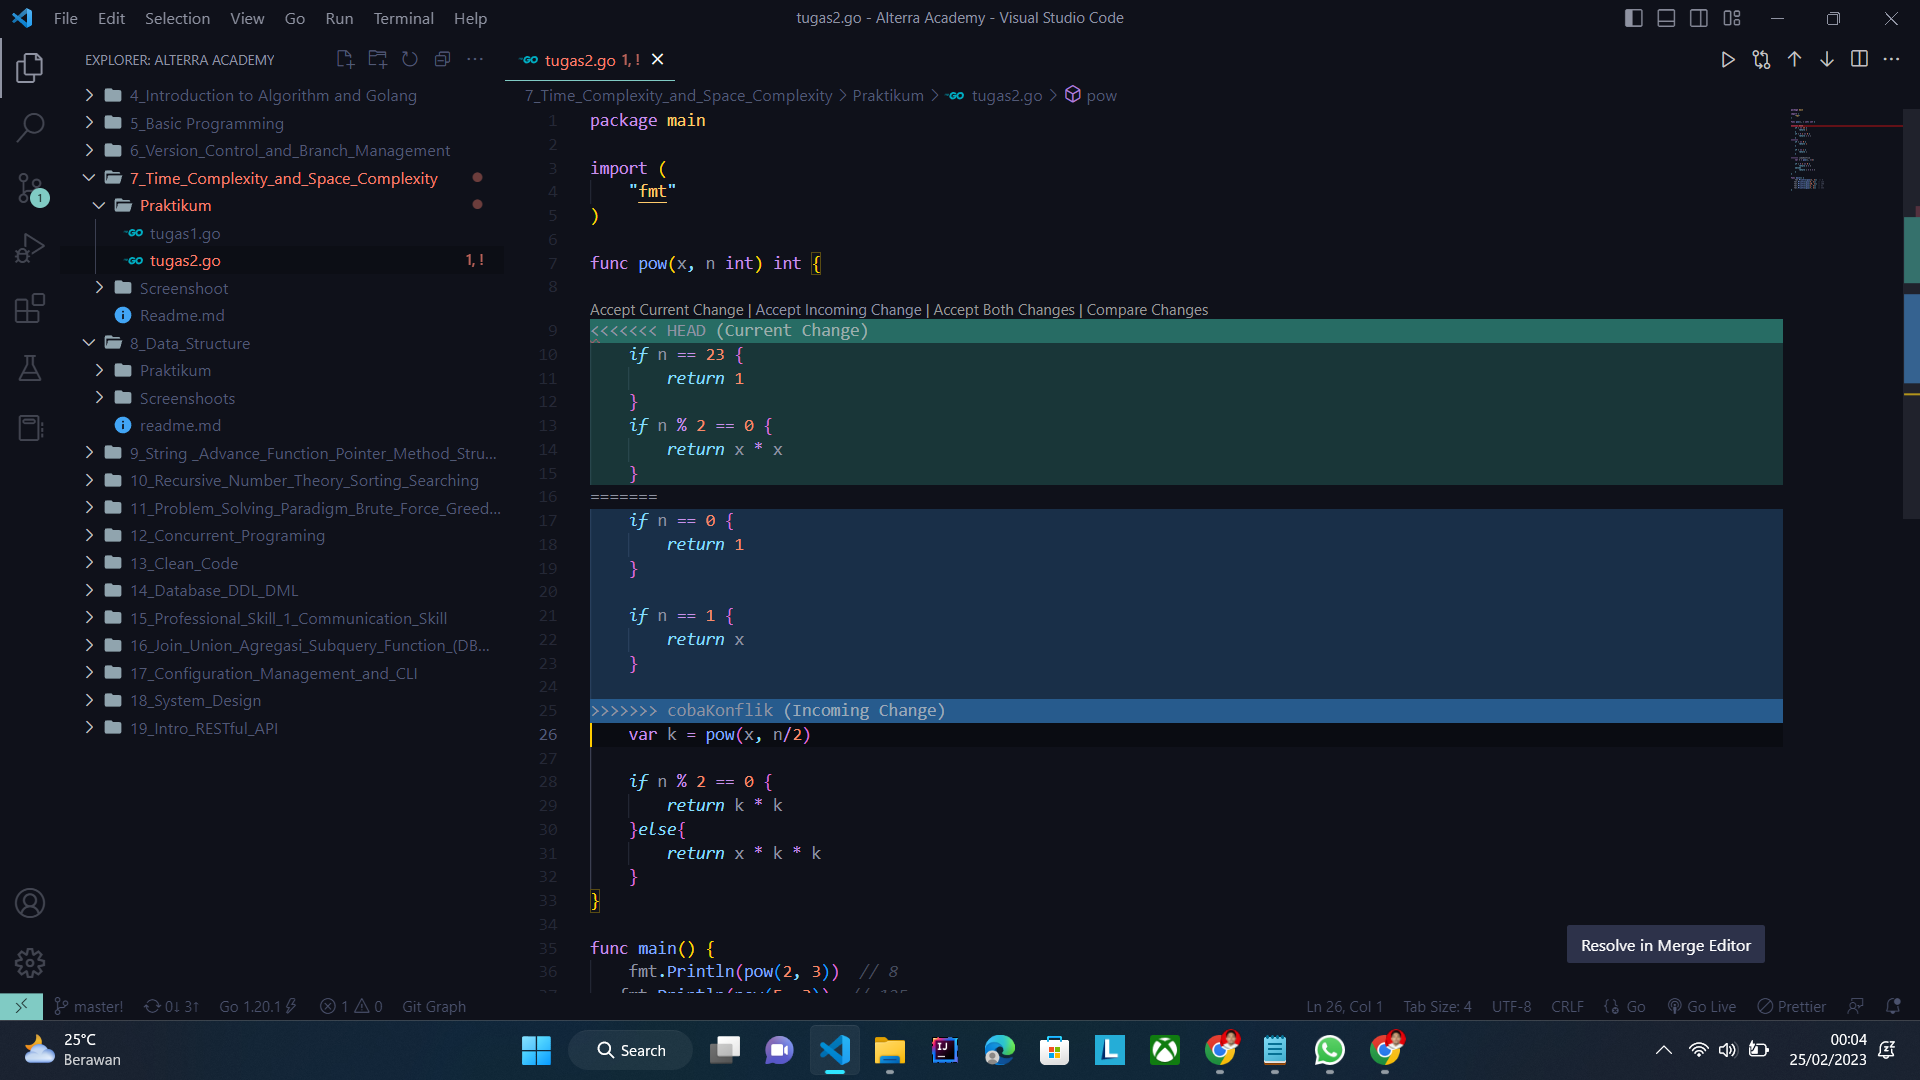 File Edit Selection View Go Run Terminal Help
tugas2.go - Alterra Academy - Visual Studio Code
EXPLORER: ALTERRA ACADEMY
4_Introduction to Algorithm and Golang
5_Basic Programming
6_Version_Control_and_Branch_Management
7_Time_Complexity_and_Space_Complexity
Praktikum
tugas1.go
tugas2.go 1, !
Screenshoot
Readme.md
8_Data_Structure
Praktikum
Screenshoots
readme.md
9_String _Advance_Function_Pointer_Method_Stru...
10_Recursive_Number_Theory_Sorting_Searching
11_Problem_Solving_Paradigm_Brute_Force_Greed...
12_Concurrent_Programing
13_Clean_Code
14_Database_DDL_DML
15_Professional_Skill_1_Communication_Skill
16_Join_Union_Agregasi_Subquery_Function_(DB...
17_Configuration_Management_and_CLI
18_System_Design
19_Intro_RESTful_API
1
GO tugas2.go 1, !
7_Time_Complexity_and_Space_Complexity > Praktikum > GO tugas2.go > pow
1 package main
2
3 import (
4 "fmt"
5 )
6
7 func pow(x, n int) int {
8
Accept Current Change | Accept Incoming Change | Accept Both Changes | Compare Changes
9 <<<<<<< HEAD (Current Change)
10 if n == 23 {
11 return 1
12 }
13 if n % 2 == 0 {
14 return x * x
15 }
16 =======
17 if n == 0 {
18 return 1
19 }
20
21 if n == 1 {
22 return x
23 }
24
25 >>>>>>> cobaKonflik (Incoming Change)
26 var k = pow(x, n/2)
27
28 if n % 2 == 0 {
29 return k * k
30 }else{
31 return x * k * k
32 }
33 }
34
35 func main() {
36 fmt.Println(pow(2, 3)) // 8
Resolve in Merge Editor
master! 0↓ 3↑ Go 1.20.1 1 0 Git Graph
Ln 26, Col 1 Tab Size: 4 UTF-8 CRLF {} Go Go Live Prettier
25°C
Berawan
Search
00:04
25/02/2023